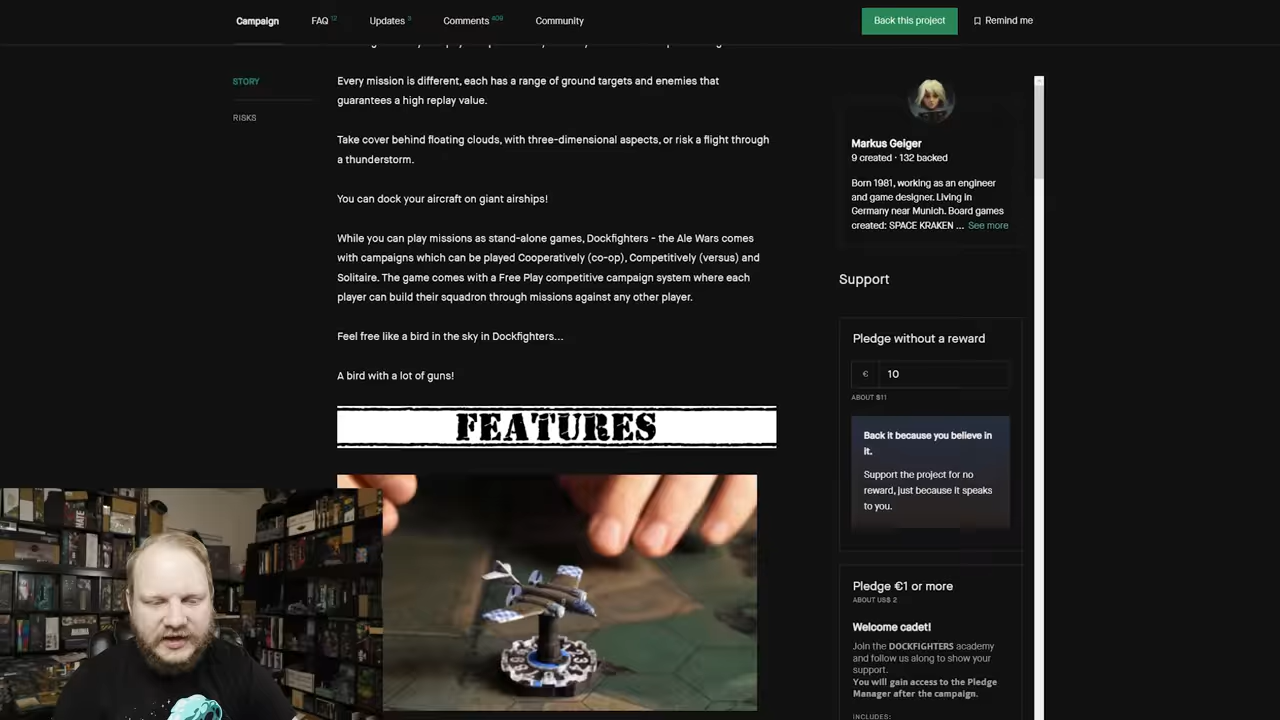 Campaign
FAQ 12
Updates 3
Comments 409
Community
Back this project
Remind me
STORY
RISKS
Every mission is different, each has a range of ground targets and enemies that
guarantees a high replay value.
Take cover behind floating clouds, with three-dimensional aspects, or risk a flight through
a thunderstorm.
You can dock your aircraft on giant airships!
While you can play missions as stand-alone games, Dockfighters - the Ale Wars comes
with campaigns which can be played Cooperatively (co-op), Competitively (versus) and
Solitaire. The game comes with a Free Play competitive campaign system where each
player can build their squadron through missions against any other player.
Feel free like a bird in the sky in Dockfighters...
A bird with a lot of guns!
FEATURES
Markus Geiger
9 created · 132 backed
Born 1981, working as an engineer
and game designer. Living in
Germany near Munich. Board games
created: SPACE KRAKEN ... See more
Support
Pledge without a reward
€ 10
ABOUT $11
Back it because you believe in
it.
Support the project for no
reward, just because it speaks
to you.
Pledge €1 or more
ABOUT US$ 2
Welcome cadet!
Join the DOCKFIGHTERS academy
and follow us along to show your
support.
You will gain access to the Pledge
Manager after the campaign.
INCLUDES: